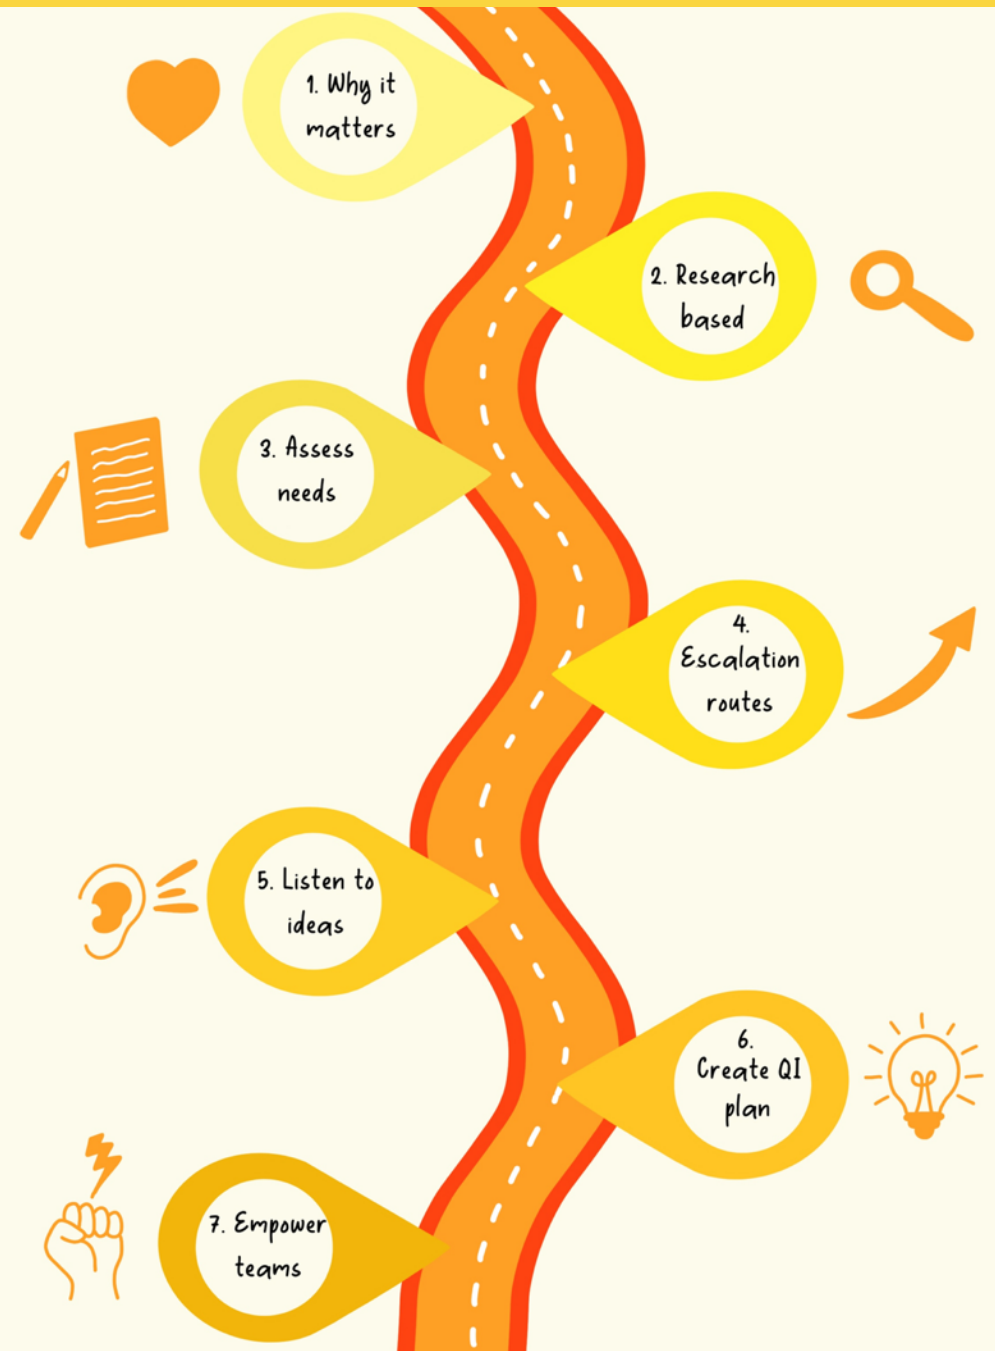 1. Why it
matters
2. Research
based
3. Assess
needs
4.
Escalation
routes
5. Listen to
ideas
6.
Create QI
plan
7. Empower
teams